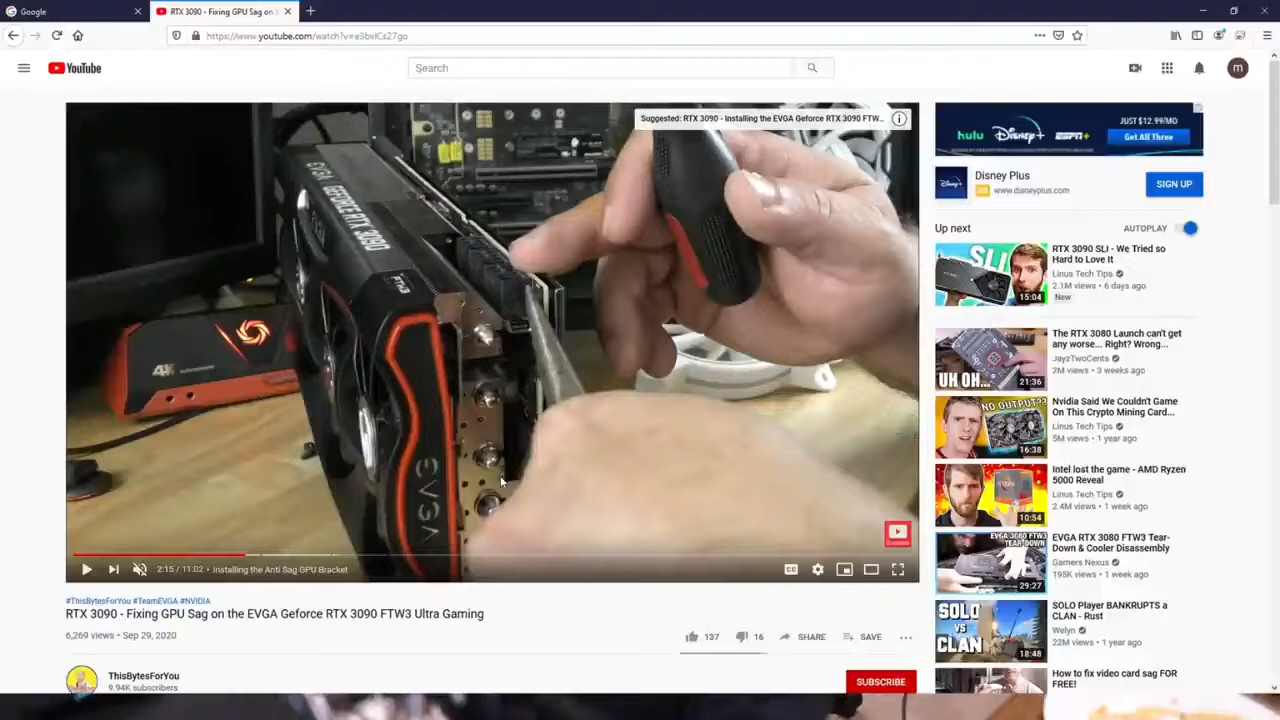 Google
RTX 3090 - Fixing GPU Sag on
https://www.youtube.com/watch?v=e3bvICs27go
YouTube
Search
m
Suggested: RTX 3090 - Installing the EVGA Geforce RTX 3090 FTW...
EVGA GEFORCE RTX 3090
FTW3
4K
EVGA
2:15 / 11:02 • Installing the Anti Sag GPU Bracket
CC
#ThisBytesForYou #TeamEVGA #NVIDIA
RTX 3090 - Fixing GPU Sag on the EVGA Geforce RTX 3090 FTW3 Ultra Gaming
6,269 views • Sep 29, 2020
137
16
SHARE
SAVE
ThisBytesForYou
9.94K subscribers
SUBSCRIBE
hulu Disney+ ESPN+
JUST $12.99/MO
Get All Three
Disney+
Disney Plus
Ad www.disneyplus.com
SIGN UP
Up next
AUTOPLAY
SLI
15:04
RTX 3090 SLI - We Tried so
Hard to Love It
Linus Tech Tips
2.1M views • 6 days ago
New
UH OH...
21:36
The RTX 3080 Launch can't get
any worse... Right? Wrong...
JayzTwoCents
2M views • 3 weeks ago
NO OUTPUT??
16:38
Nvidia Said We Couldn't Game
On This Crypto Mining Card...
Linus Tech Tips
5M views • 1 year ago
10:54
Intel lost the game - AMD Ryzen
5000 Reveal
Linus Tech Tips
2.4M views • 1 week ago
EVGA 3080 FTW3
TEAR-DOWN
29:27
EVGA RTX 3080 FTW3 Tear-
Down & Cooler Disassembly
Gamers Nexus
195K views • 1 week ago
SOLO
VS
CLAN
18:48
SOLO Player BANKRUPTS a
CLAN - Rust
Welyn
22M views • 1 year ago
How to fix video card sag FOR
FREE!